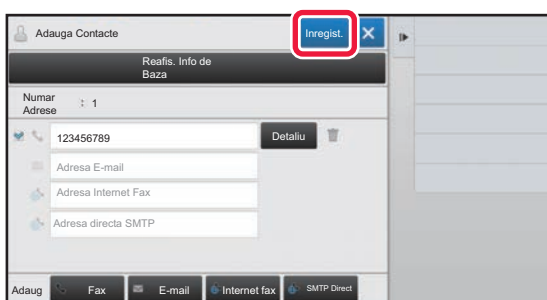 Adauga Contacte
Inregist.
Reafis. Info de
Baza
Numar
Adrese
: 1
123456789
Detaliu
Adresa E-mail
Adresa Internet Fax
Adresa directa SMTP
Adaug
Fax
E-mail
Internet fax
SMTP Direct